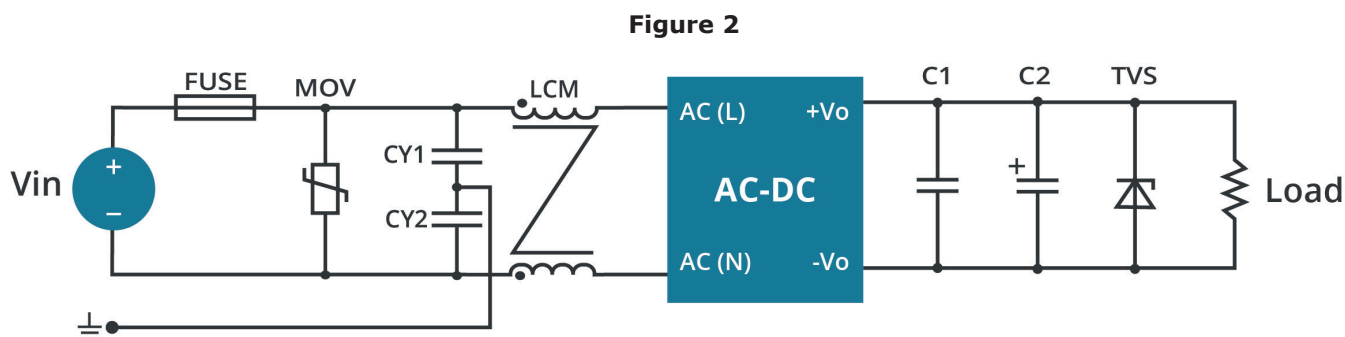 Figure 2
FUSE
MOV
LCM
C1
C2
TVS
AC (L)
+Vo
CY1
+
Vin
−
AC-DC
+
Load
CY2
AC (N)
-Vo